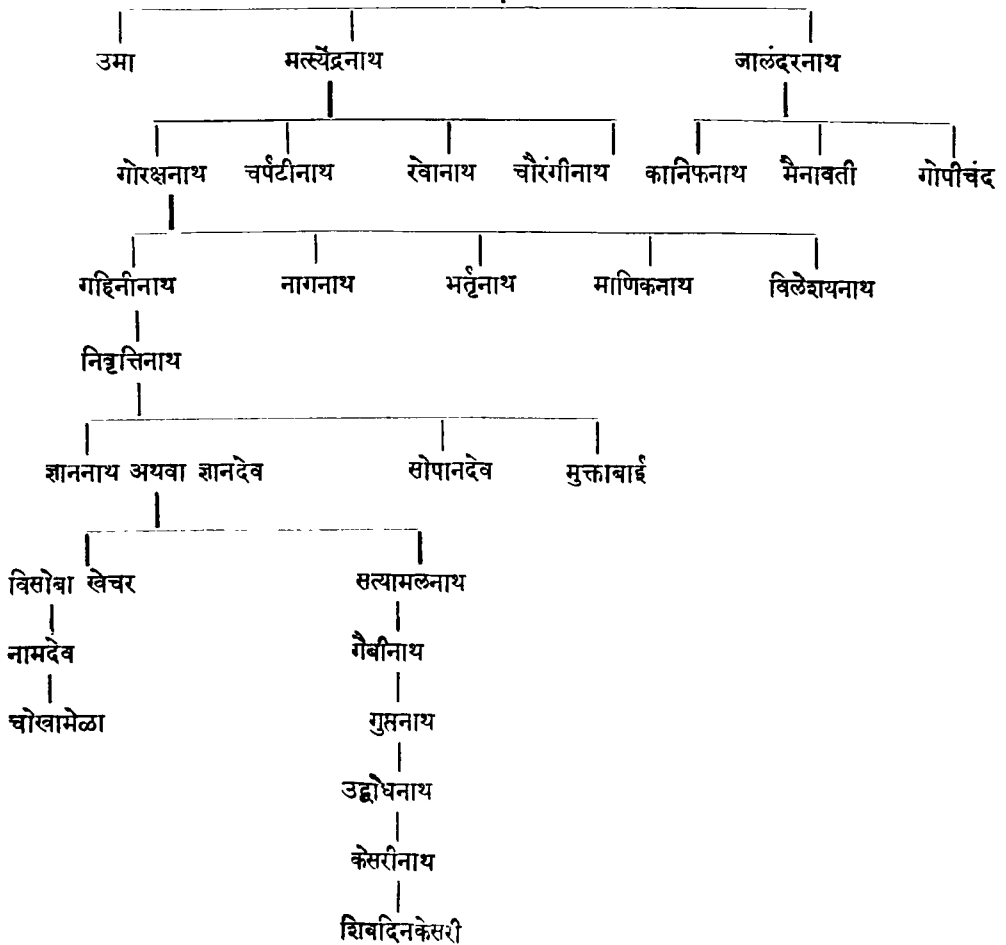 उमा मत्स्येंद्रनाथ जालंदरनाथ
गोरक्षनाथ चर्पटीनाथ रेवानाथ चौरंगीनाथ कानिफनाथ मैनावती गोपीचंद
गहिनीनाथ नागनाथ भर्तृनाथ माणिकनाथ विलेशयनाथ
निवृत्तिनाथ
ज्ञाननाथ अथवा ज्ञानदेव सोपानदेव मुक्ताबाई
विसोबा खेचर सत्यामलनाथ
नामदेव गैबीनाथ
चोखामेळा गुप्तनाथ
उद्बोधनाथ
केसरीनाथ
शिवदिनकेसरी